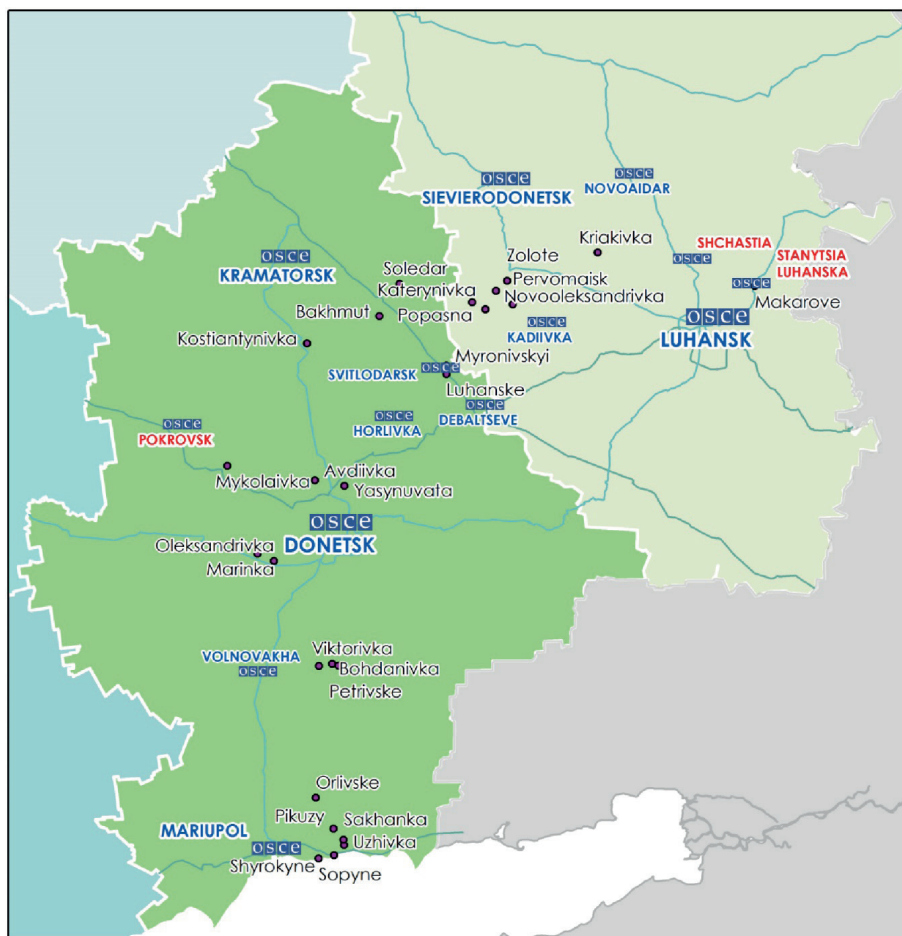 osce
NOVOAIDAR
osce
SIEVIERODONETSK
SHCHASTIA
osce
STANYTSIA
LUHANSKA
osce
Kriakivka
Zolote
osce
KRAMATORSK
Soledar
Pervomaisk
Katerynivka
Novooleksandrivka
Makarove
Bakhmut
Popasna
osce
KADIIVKA
osce
LUHANSK
Kostiantynivka
Myronivskyi
SVITLODARSK
osce
Luhanske
osce
DEBALTSEVE
osce
HORLIVKA
osce
POKROVSK
Avdiivka
Mykolaivka
Yasynuvata
osce
DONETSK
Oleksandrivka
Marinka
Viktorivka
VOLNOVAKHA
osce
Bohdanivka
Petrivske
Orlivske
Pikuzy
Sakhanka
MARIUPOL
osce
Uzhivka
Shyrokyne
Sopyne